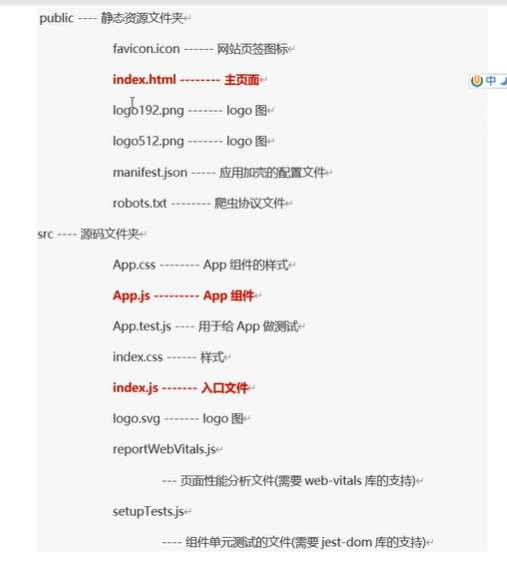 public ---- 静态资源文件夹↵
favicon.icon ------ 网站页签图标↵
index.html -------- 主页面↵
logo192.png ------- logo 图↵
logo512.png ------- logo 图↵
manifest.json ----- 应用加壳的配置文件↵
robots.txt -------- 爬虫协议文件↵
src ---- 源码文件夹↵
App.css -------- App 组件的样式↵
App.js --------- App 组件↵
App.test.js ---- 用于给 App 做测试↵
index.css ------ 样式↵
index.js ------- 入口文件↵
logo.svg ------- logo 图↵
reportWebVitals.js↵
--- 页面性能分析文件(需要 web-vitals 库的支持)↵
setupTests.js↵
---- 组件单元测试的文件(需要 jest-dom 库的支持)↵
中